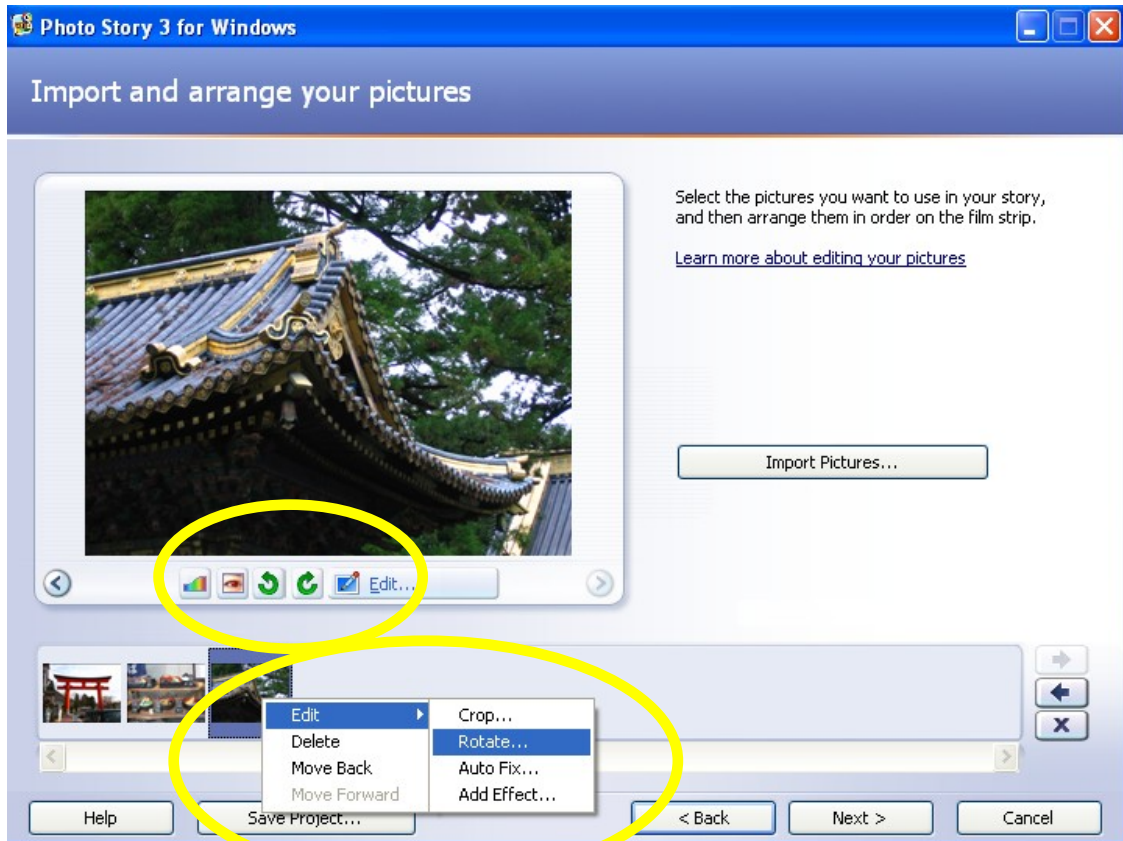 Photo Story 3 for Windows
Import and arrange your pictures
Select the pictures you want to use in your story,
and then arrange them in order on the film strip.
Learn more about editing your pictures
Import Pictures...
Edit...
Edit
Crop...
Delete
Rotate...
Move Back
Auto Fix...
Move Forward
Add Effect...
Help
Save Project...
< Back
Next >
Cancel